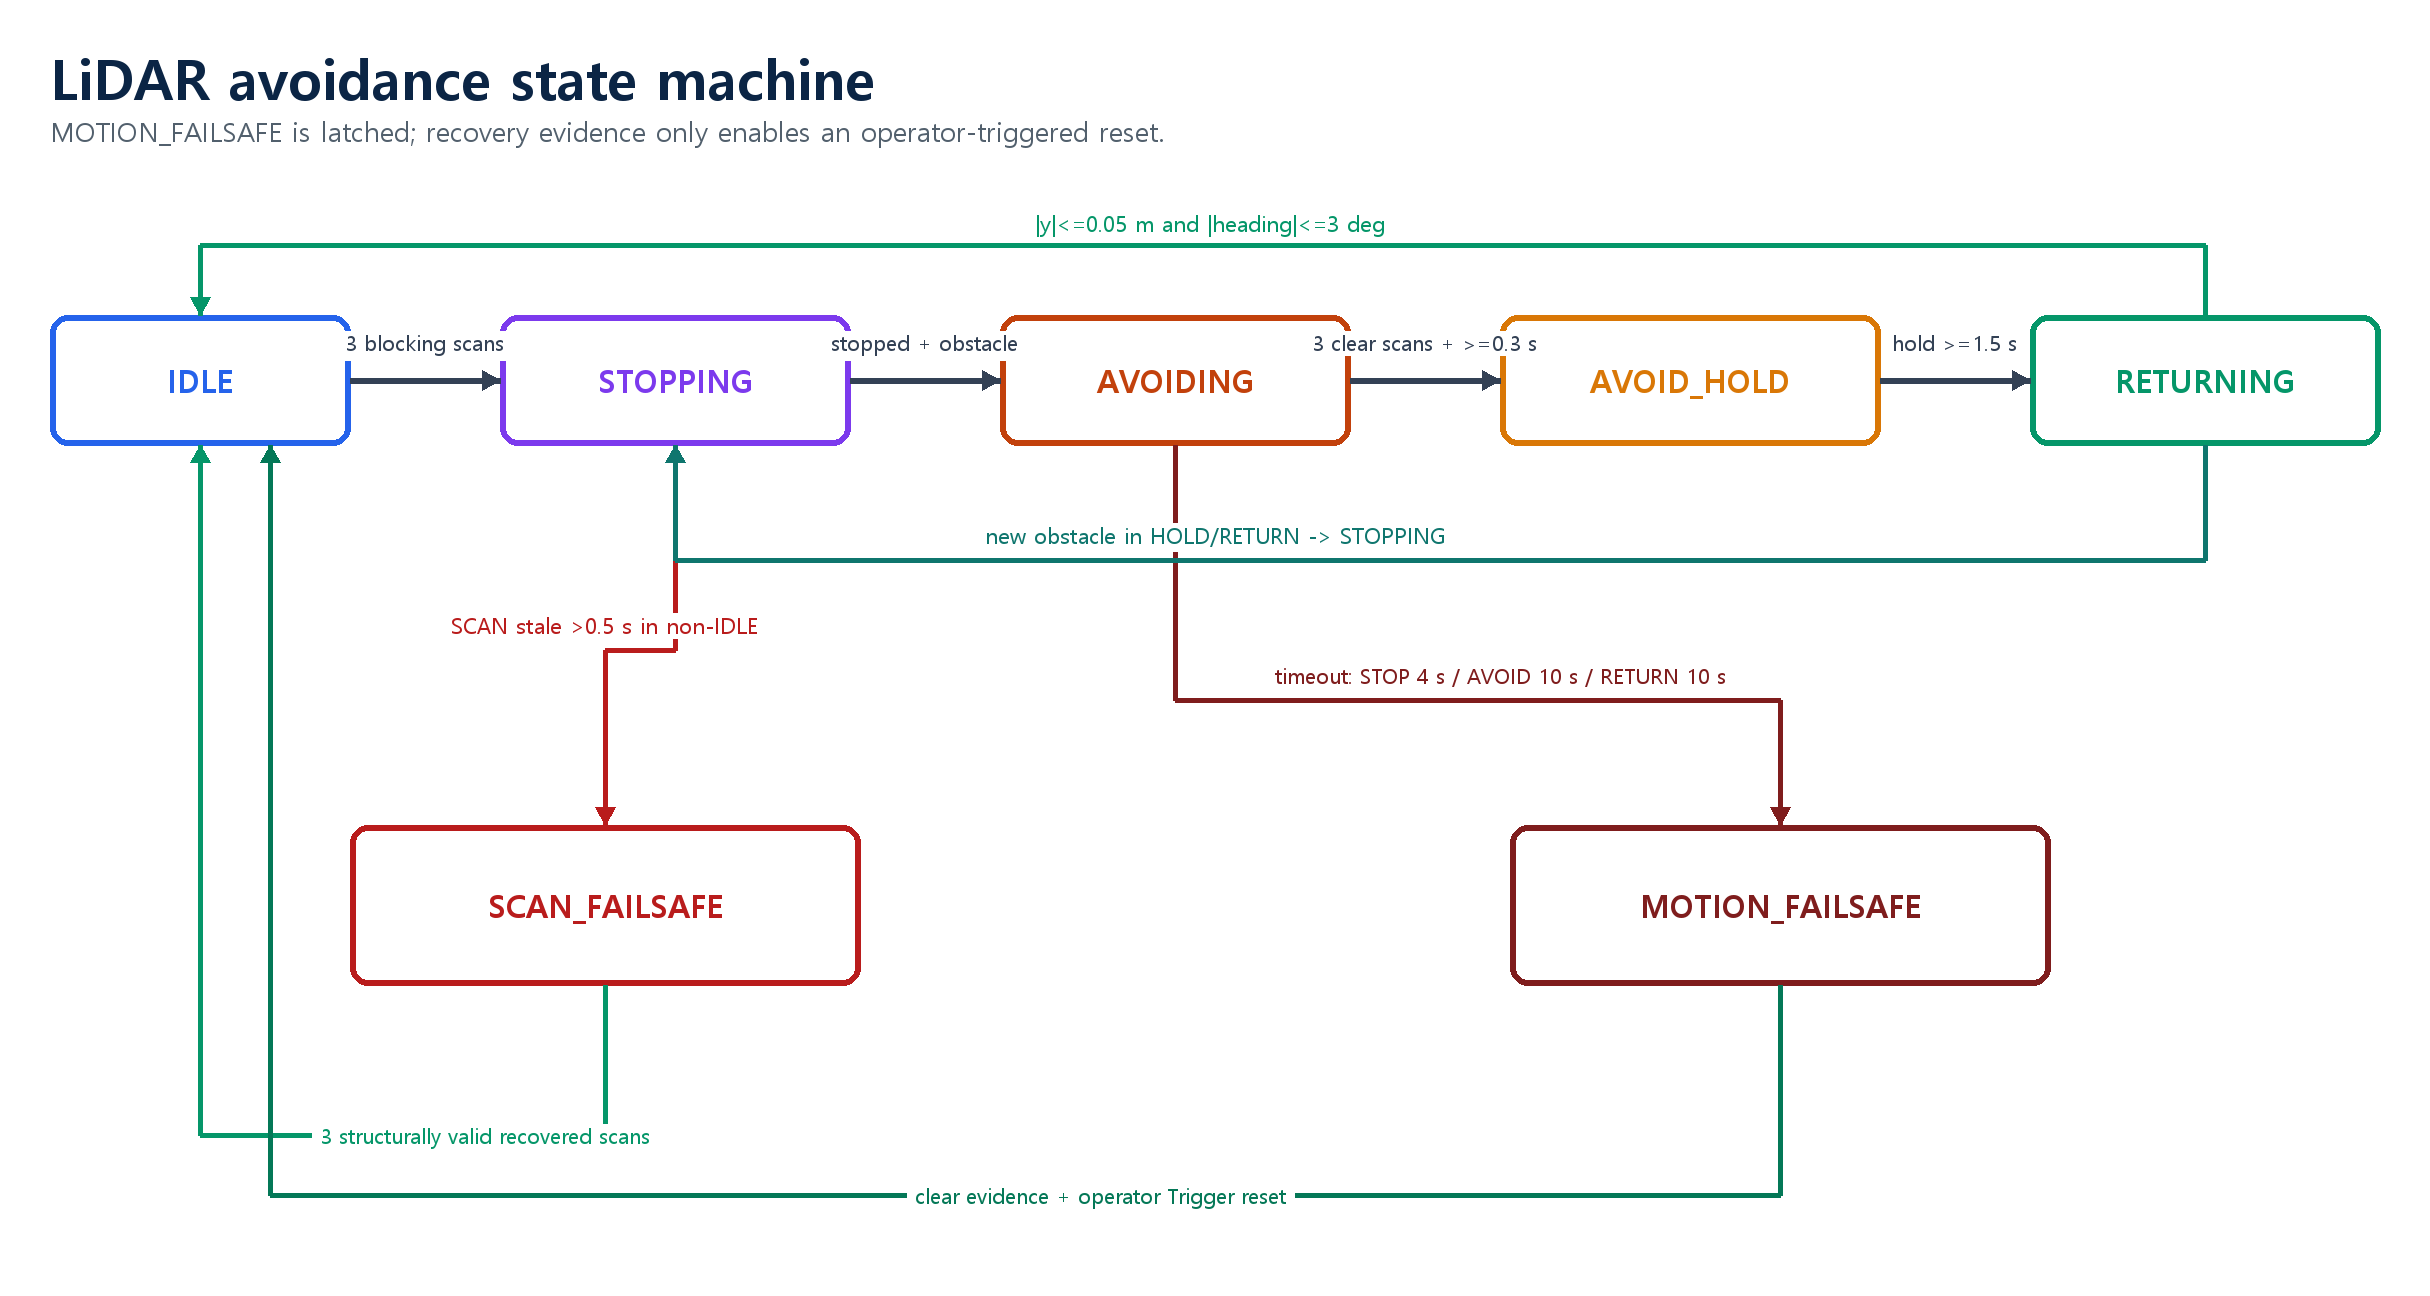 LiDAR avoidance state machine
MOTION_FAILSAFE is latched; recovery evidence only enables an operator-triggered reset.
|y|<=0.05 m and |heading|<=3 deg
3 blocking scans
stopped + obstacle
3 clear scans + >=0.3 s
hold >=1.5 s
IDLE
STOPPING
AVOIDING
AVOID_HOLD
RETURNING
new obstacle in HOLD/RETURN -> STOPPING
SCAN stale >0.5 s in non-IDLE
timeout: STOP 4 s / AVOID 10 s / RETURN 10 s
SCAN_FAILSAFE
MOTION_FAILSAFE
3 structurally valid recovered scans
clear evidence + operator Trigger reset